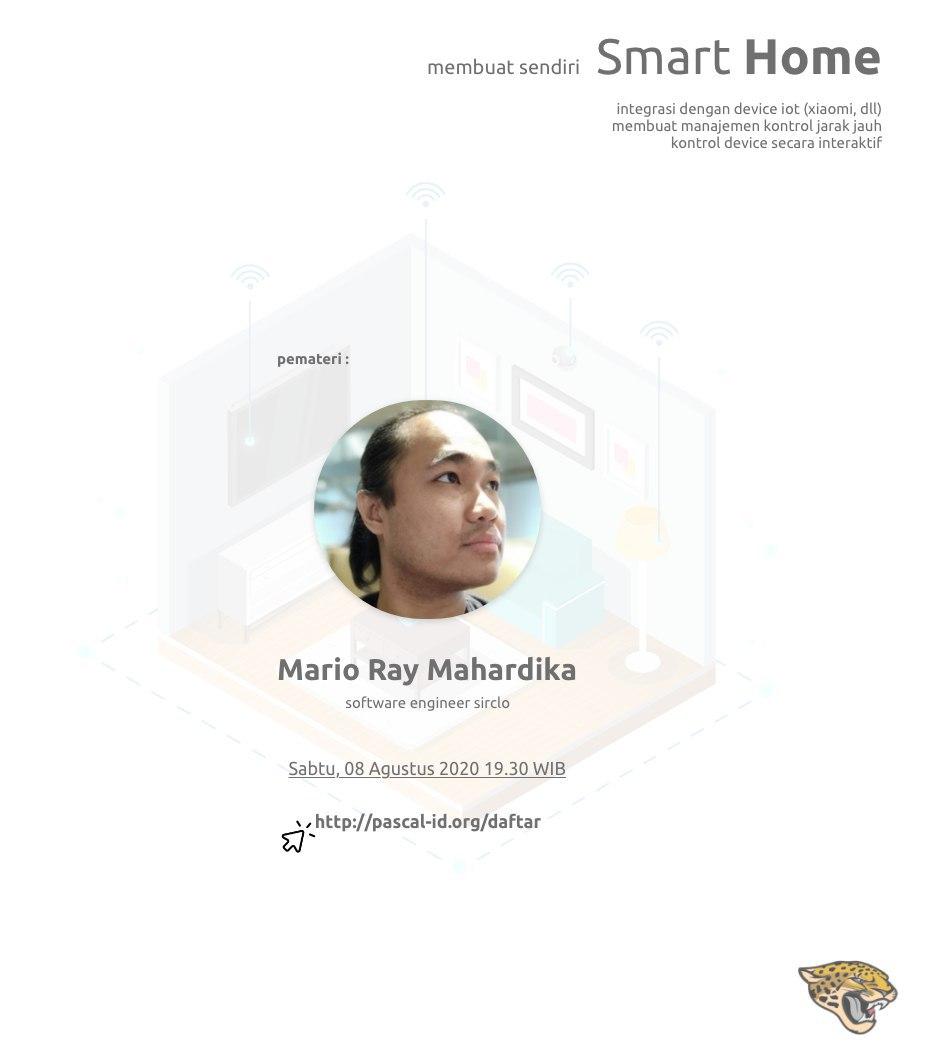 membuat sendiri Smart Home
integrasi dengan device iot (xiaomi, dll)
membuat manajemen kontrol jarak jauh
kontrol device secara interaktif
pemateri :
Mario Ray Mahardika
software engineer sirclo
Sabtu, 08 Agustus 2020 19.30 WIB
http://pascal-id.org/daftar